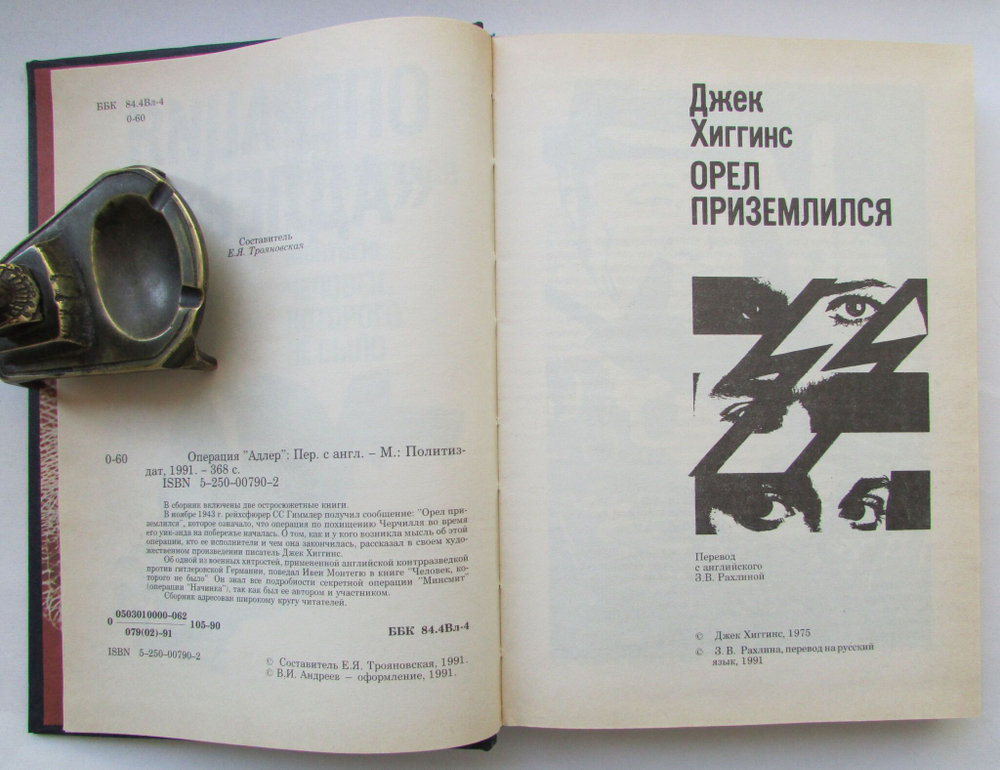 ББК 84.4Вл-4
0-60
Составитель
Е.Я. Трояновская
0-60 Операция "Адлер": Пер. с англ. – М.: Политиз-
дат, 1991. – 368 с.
ISBN 5-250-00790-2
В сборник включены две остросюжетные книги.
В ноябре 1943 г. рейхсфюрер СС Гиммлер получил сообщение: "Орел при-
землился", которое означало, что операция по похищению Черчилля во время
его уик-энда на побережье началась. О том, как и у кого возникла мысль об этой
операции, кто ее исполнители и чем она закончилась, рассказал в своем худо-
жественном произведении писатель Джек Хиггинс.
Об одной из военных хитростей, примененной английской контрразведкой
против гитлеровской Германии, поведал Ивен Монтегю в книге "Человек, ко-
торого не было" Он знал все подробности секретной операции "Минсмит"
(операция "Начинка"), так как был ее автором и участником.
Сборник адресован широкому кругу читателей.
0 0503010000-062
079(02)-91 105-90
ББК 84.4Вл-4
ISBN 5-250-00790-2
© Составитель Е.Я. Трояновская, 1991.
© В.И. Андреев – оформление, 1991.
Джек
Хиггинс
ОРЕЛ
ПРИЗЕМЛИЛСЯ
Перевод
с английского
З.В. Рахлиной
© Джек Хиггинс, 1975
© З. В. Рахлина, перевод на русский
язык, 1991